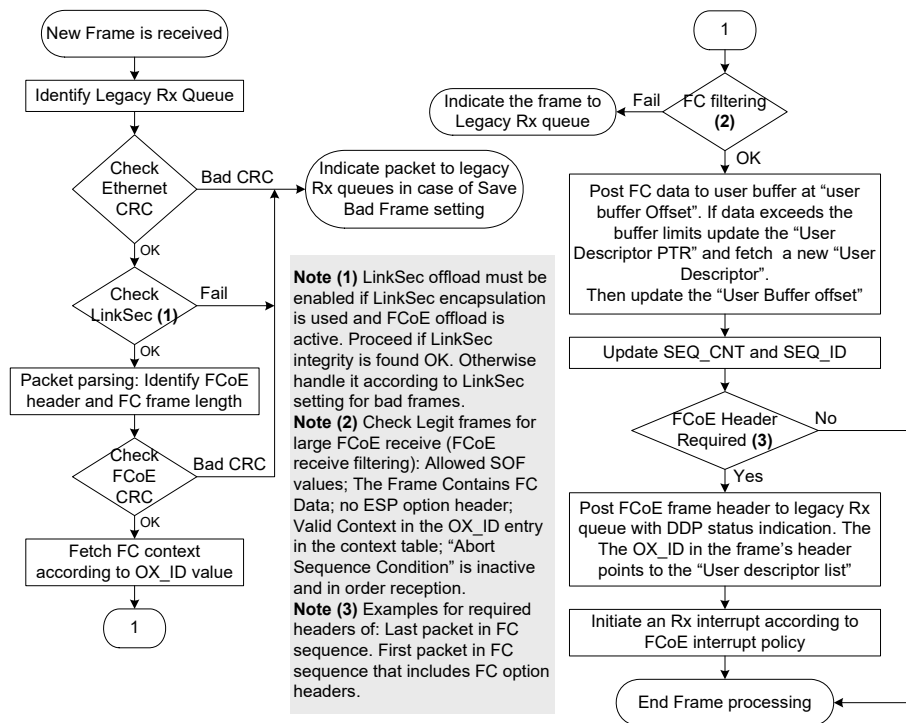 New Frame is received
Identify Legacy Rx Queue
Check
Ethernet
CRC
Bad CRC
Indicate packet to legacy
Rx queues in case of Save
Bad Frame setting
OK
Check
LinkSec (1)
Fail
OK
Packet parsing: Identify FCoE
header and FC frame length
Check
FCoE
CRC
Bad CRC
OK
Fetch FC context
according to OX_ID value
1
Note (1) LinkSec offload must be
enabled if LinkSec encapsulation
is used and FCoE offload is
active. Proceed if LinkSec
integrity is found OK. Otherwise
handle it according to LinkSec
setting for bad frames.
Note (2) Check Legit frames for
large FCoE receive (FCoE
receive filtering): Allowed SOF
values; The Frame Contains FC
Data; no ESP option header;
Valid Context in the OX_ID entry
in the context table; “Abort
Sequence Condition” is inactive
and in order reception.
Note (3) Examples for required
headers of: Last packet in FC
sequence. First packet in FC
sequence that includes FC option
headers.
1
FC filtering
(2)
Fail
Indicate the frame to
Legacy Rx queue
OK
Post FC data to user buffer at “user
buffer Offset”. If data exceeds the
buffer limits update the “User
Descriptor PTR” and fetch a new “User
Descriptor”.
Then update the “User Buffer offset”
Update SEQ_CNT and SEQ_ID
FCoE Header
Required (3)
No
Yes
Post FCoE frame header to legacy Rx
queue with DDP status indication. The
The OX_ID in the frame’s header
points to the “User descriptor list”
Initiate an Rx interrupt according to
FCoE interrupt policy
End Frame processing